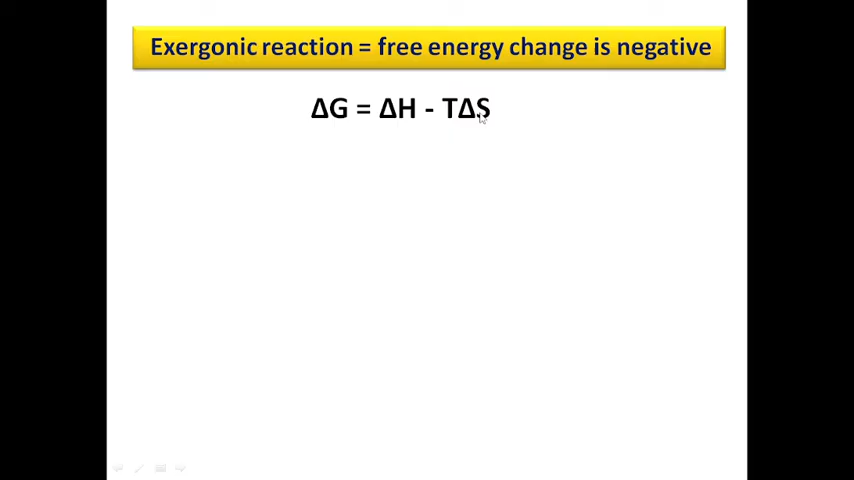 Exergonic reaction = free energy change is negative
ΔG = ΔH - TΔS